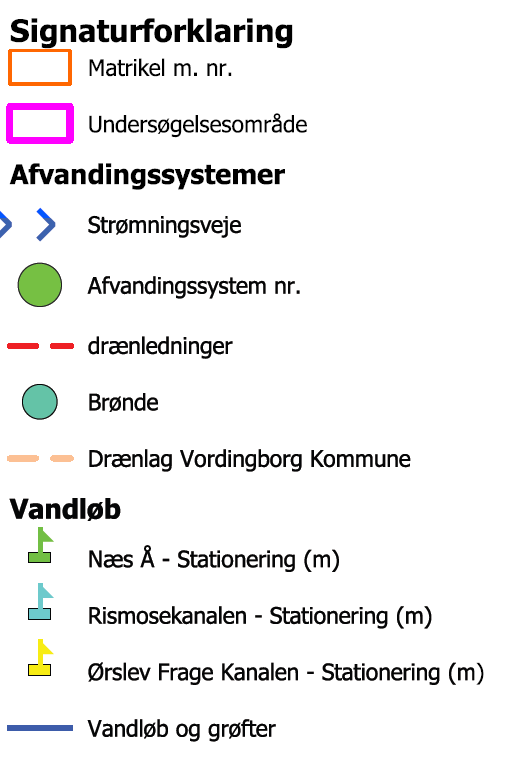 Signaturforklaring
Matrikel m. nr.
Undersøgelsesområde
Afvandingssystemer
Strømningsveje
Afvandingssystem nr.
drænledninger
Brønde
Drænlag Vordingborg Kommune
Vandløb
Næs Å - Stationering (m)
Rismosekanalen - Stationering (m)
Ørslev Frage Kanalen - Stationering (m)
Vandløb og grøfter